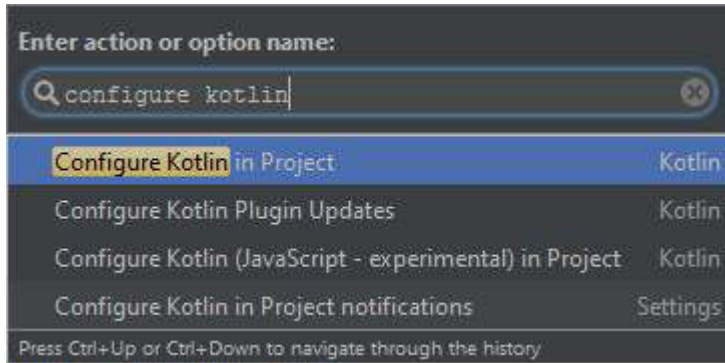 Enter action or option name:
configure kotlin
Configure Kotlin in Project Kotlin
Configure Kotlin Plugin Updates Kotlin
Configure Kotlin (JavaScript - experimental) in Project Kotlin
Configure Kotlin in Project notifications Settings
Press Ctrl+Up or Ctrl+Down to navigate through the history